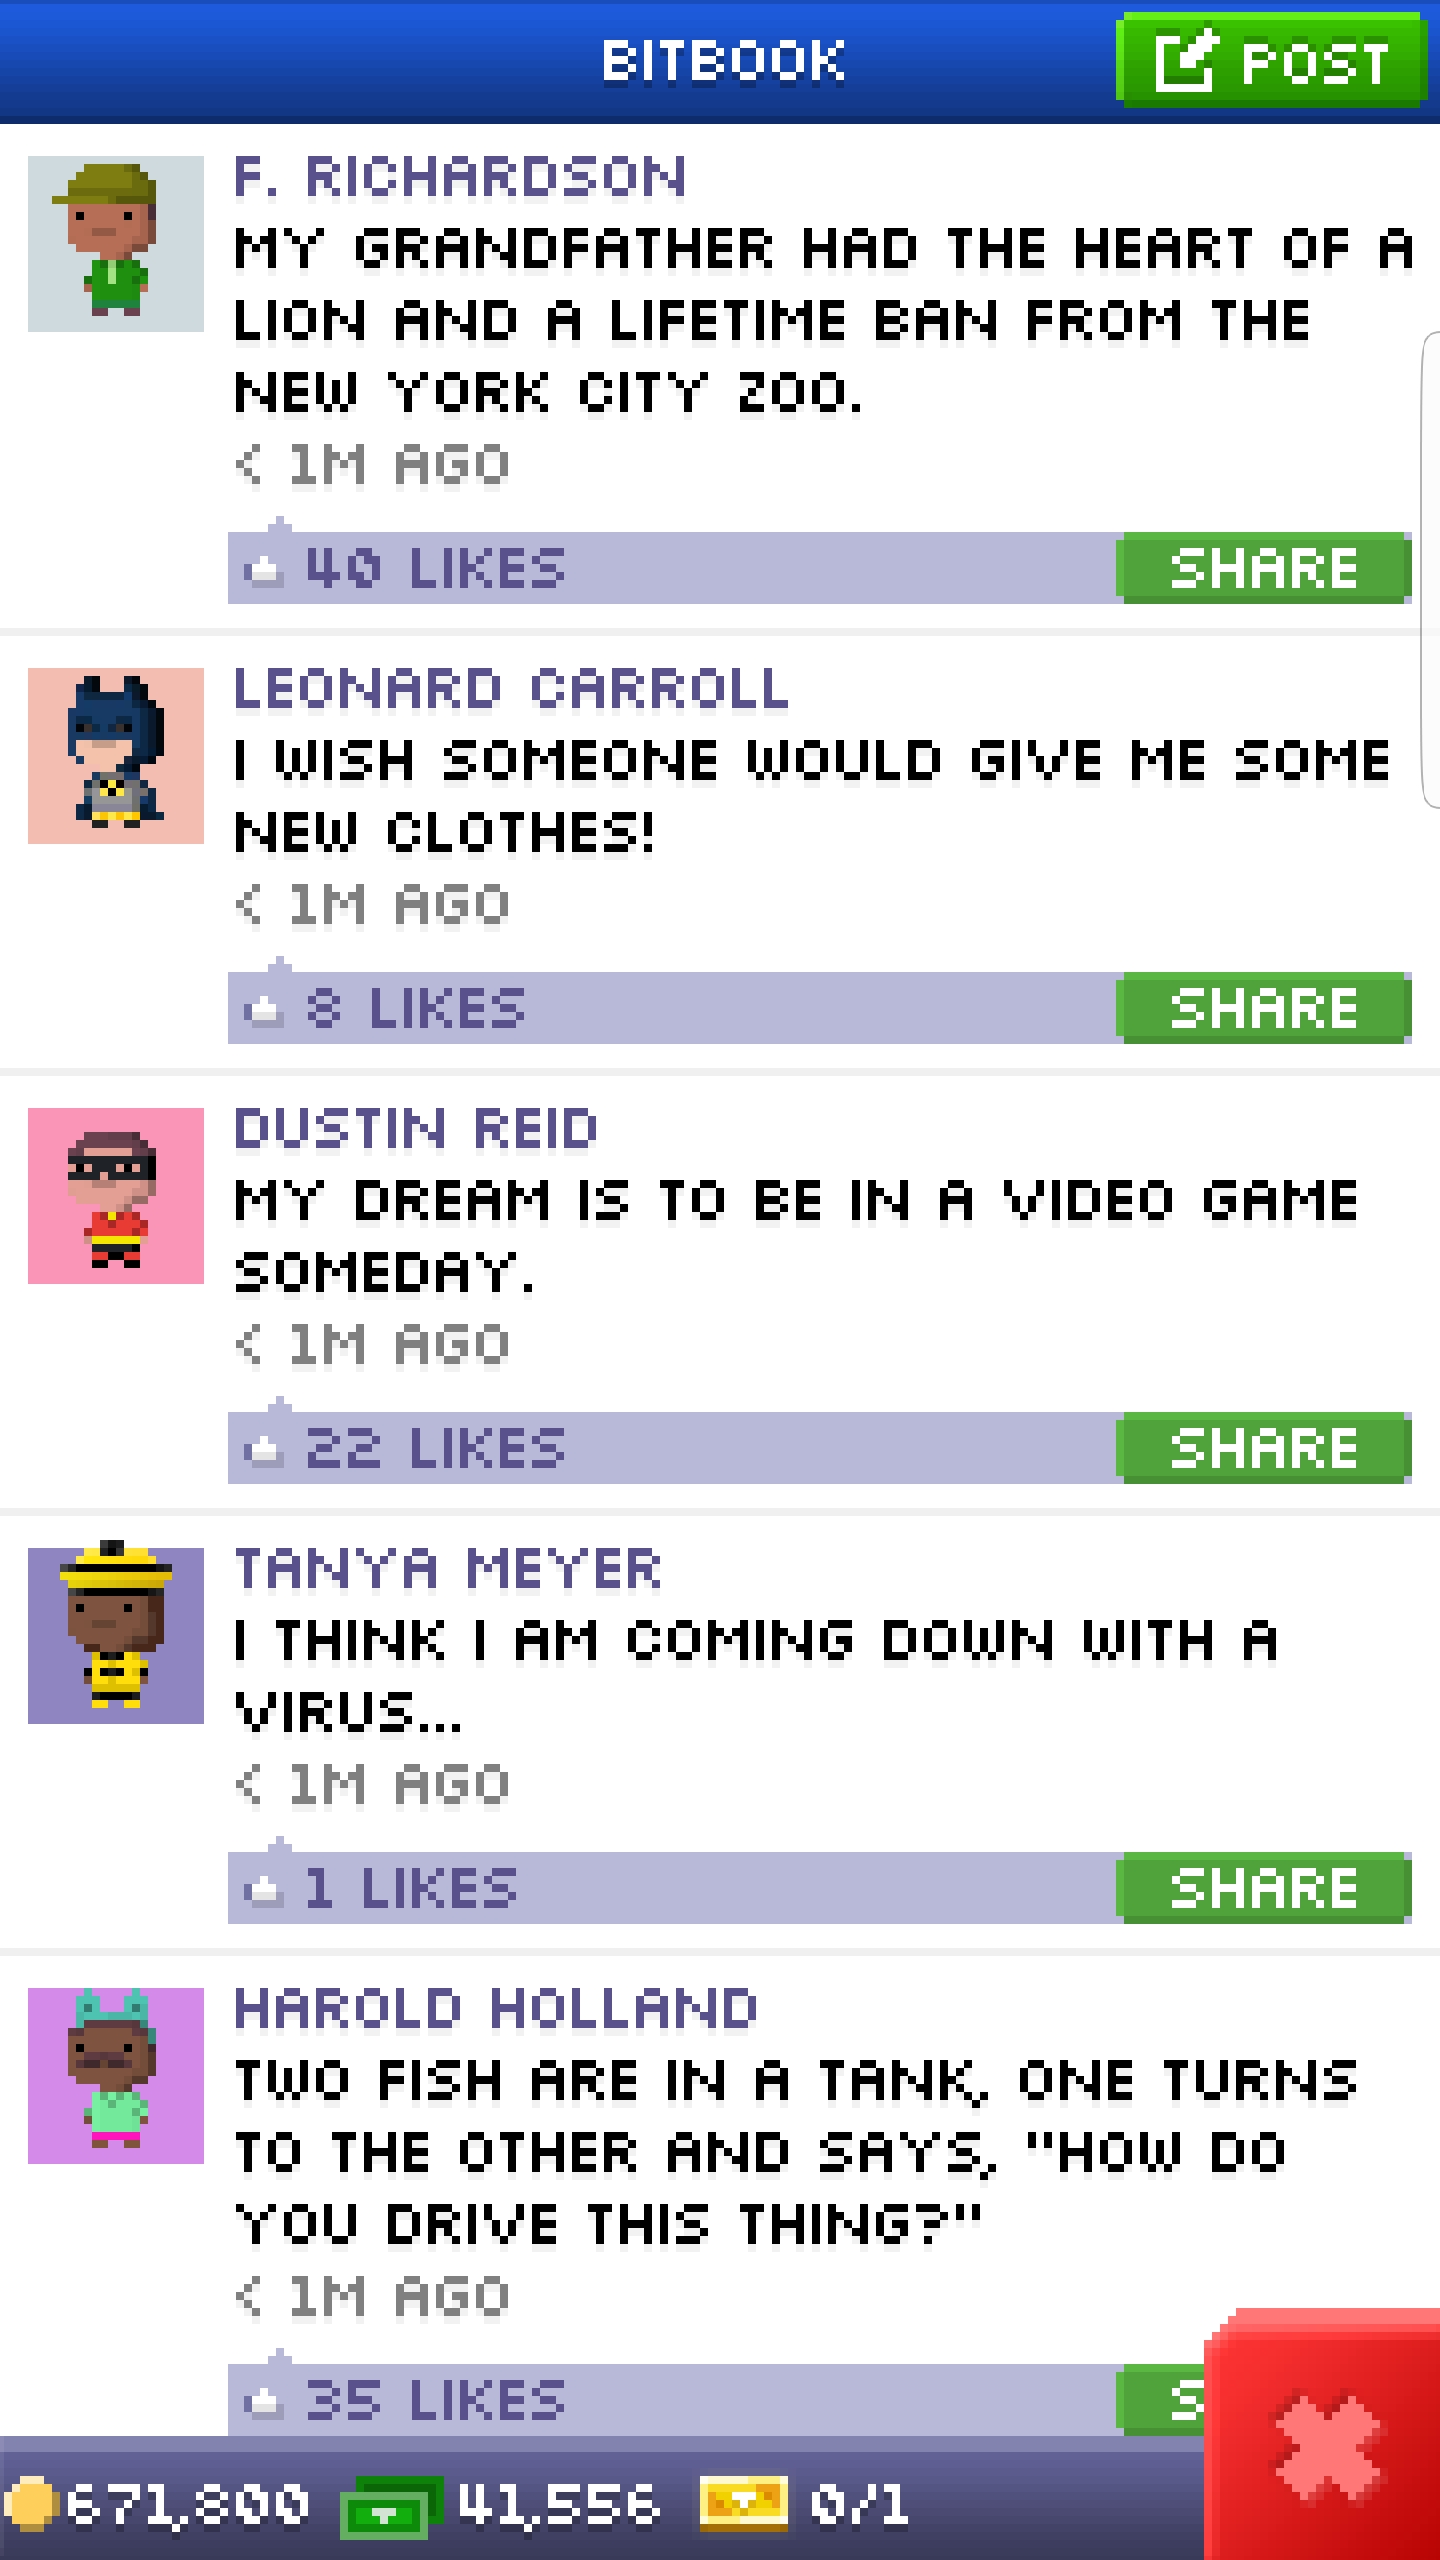 BITBOOK
POST
F. RICHARDSON
MY GRANDFATHER HAD THE HEART OF A
LION AND A LIFETIME BAN FROM THE
NEW YORK CITY ZOO.
< 1M AGO
40 LIKES
SHARE
LEONARD CARROLL
I WISH SOMEONE WOULD GIVE ME SOME
NEW CLOTHES!
< 1M AGO
8 LIKES
SHARE
DUSTIN REID
MY DREAM IS TO BE IN A VIDEO GAME
SOMEDAY.
< 1M AGO
22 LIKES
SHARE
TANYA MEYER
I THINK I AM COMING DOWN WITH A
VIRUS...
< 1M AGO
1 LIKES
SHARE
HAROLD HOLLAND
TWO FISH ARE IN A TANK, ONE TURNS
TO THE OTHER AND SAYS, "HOW DO
YOU DRIVE THIS THING?"
< 1M AGO
35 LIKES
671,800
41,556
0/1